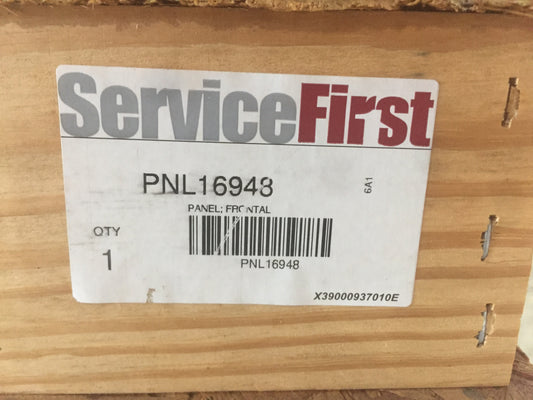 ServiceFirst
PNL16948
6A1
PANEL; FRONTAL
QTY
1
PNL16948
X39000937010E